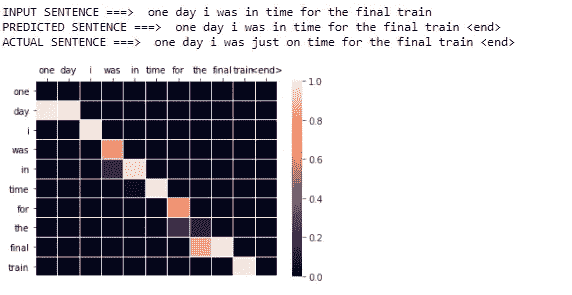 INPUT SENTENCE ===>  one day i was in time for the final train
PREDICTED SENTENCE ===>  one day i was in time for the final train <end>
ACTUAL SENTENCE ===>  one day i was just on time for the final train <end>
one day i was in time for the final train<end>
one
day
i
was
in
time
for
the
final
train
1.0
0.8
0.6
0.4
0.2
0.0